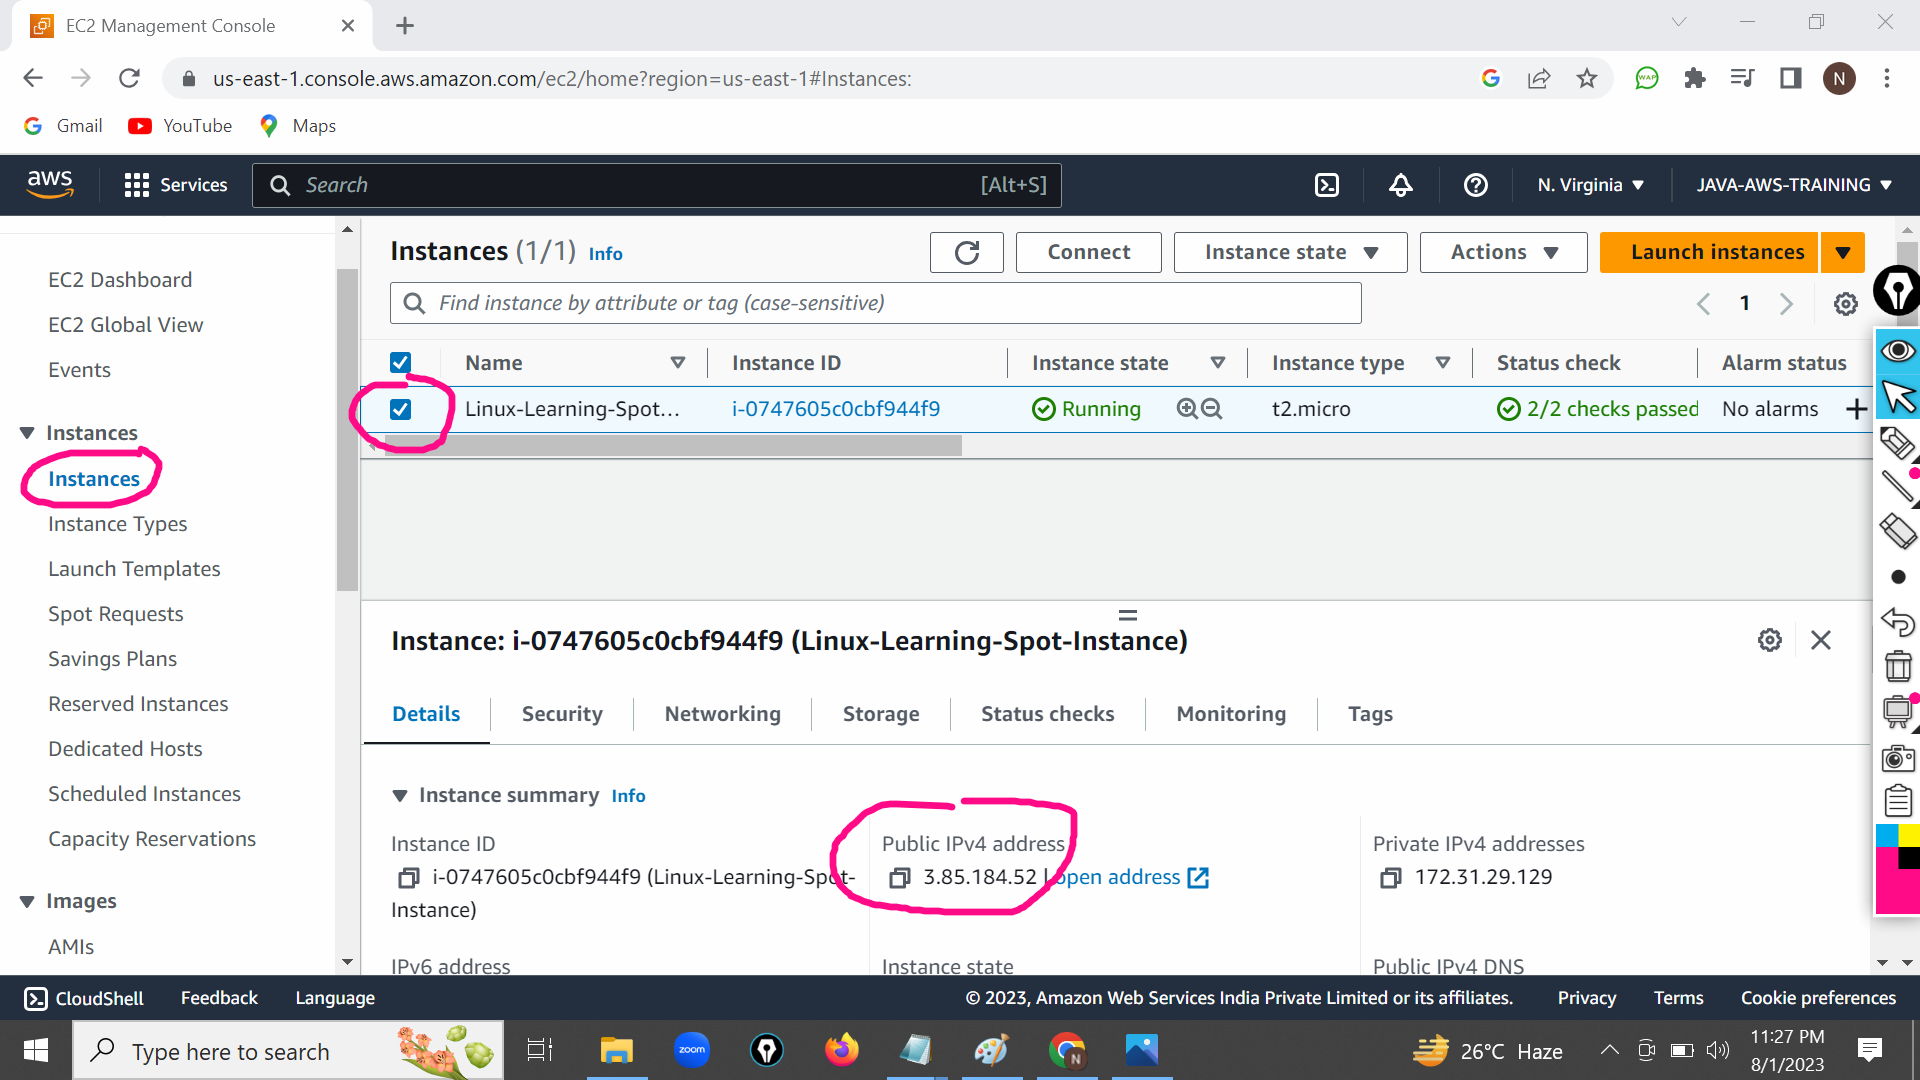 EC2 Management Console
us-east-1.console.aws.amazon.com/ec2/home?region=us-east-1#Instances:
WAP
N
Gmail YouTube Maps
aws Services Search [Alt+S] N. Virginia JAVA-AWS-TRAINING
EC2 Dashboard
EC2 Global View
Events
Instances
Instances
Instance Types
Launch Templates
Spot Requests
Savings Plans
Reserved Instances
Dedicated Hosts
Scheduled Instances
Capacity Reservations
Images
AMIs
Instances (1/1) Info Connect Instance state Actions Launch instances
Find instance by attribute or tag (case-sensitive) 1
Name Instance ID Instance state Instance type Status check Alarm status
Linux-Learning-Spot... i-0747605c0cbf944f9 Running t2.micro 2/2 checks passed No alarms
Instance: i-0747605c0cbf944f9 (Linux-Learning-Spot-Instance)
Details Security Networking Storage Status checks Monitoring Tags
Instance summary Info
Instance ID
i-0747605c0cbf944f9 (Linux-Learning-Spot-
Instance)
Public IPv4 address
3.85.184.52 | open address
Private IPv4 addresses
172.31.29.129
IPv6 address Instance state Public IPv4 DNS
CloudShell Feedback Language © 2023, Amazon Web Services India Private Limited or its affiliates. Privacy Terms Cookie preferences
Type here to search zoom N 26°C Haze 11:27 PM
8/1/2023